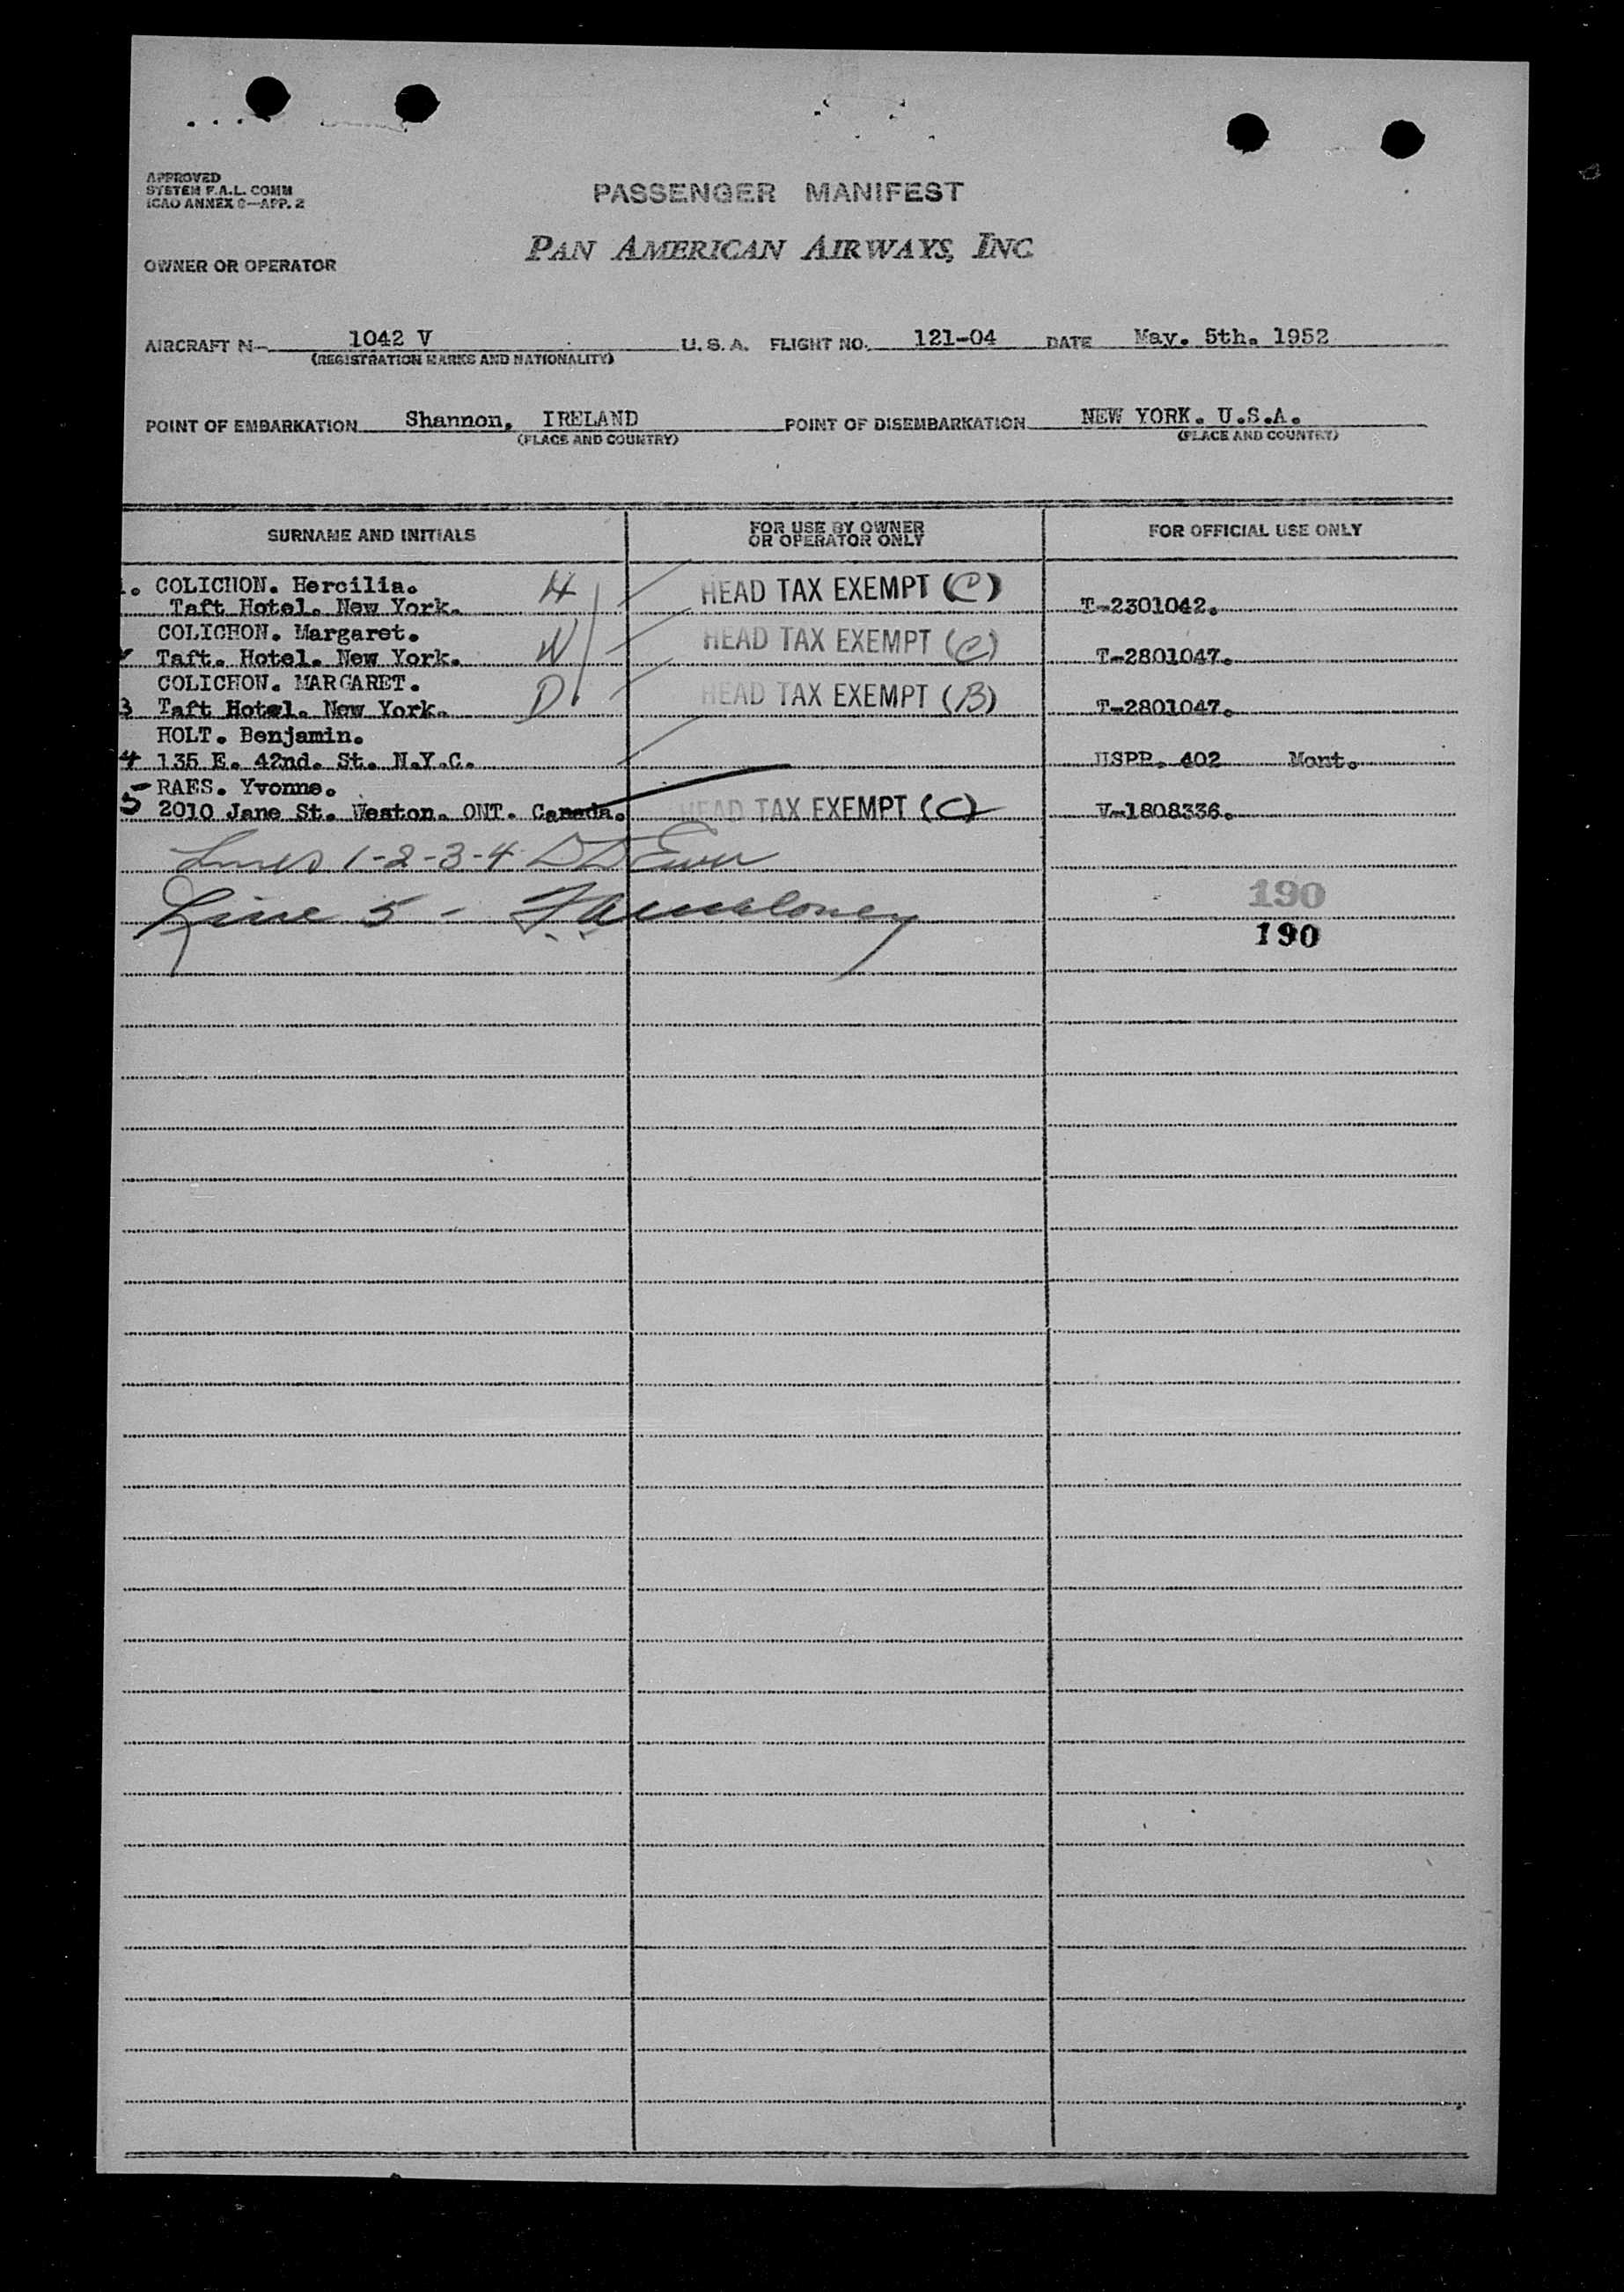 APPROVED
SYSTEM F.A.L. COMM
ICAO ANNEX 9—APP. 2
PASSENGER MANIFEST
OWNER OR OPERATOR PAN AMERICAN AIRWAYS, INC.
AIRCRAFT N- 1042 V U.S.A. FLIGHT NO. 121-04 DATE May. 5th. 1952
(REGISTRATION MARKS AND NATIONALITY)
POINT OF EMBARKATION Shannon, IRELAND POINT OF DISEMBARKATION NEW YORK. U.S.A.
(PLACE AND COUNTRY) (PLACE AND COUNTRY)
SURNAME AND INITIALS FOR USE BY OWNER OR OPERATOR ONLY FOR OFFICIAL USE ONLY
1. COLICHON. Hercilia. H HEAD TAX EXEMPT (C)
Taft Hotel. New York. T-2301042.
COLICHON. Margaret. HEAD TAX EXEMPT (C)
Taft. Hotel. New York. W T-2801047.
COLICHON. MARGARET. HEAD TAX EXEMPT (B)
3 Taft Hotel. New York. D T-2801047.
HOLT. Benjamin.
4 135 E. 42nd. St. N.Y.C. USPP. 402 Mont.
5 RAES. Yvonne.
2010 Jane St. Weston. ONT. Canada. HEAD TAX EXEMPT (C) V-1808336.
Lines 1-2-3-4
190
Line 5 -
190